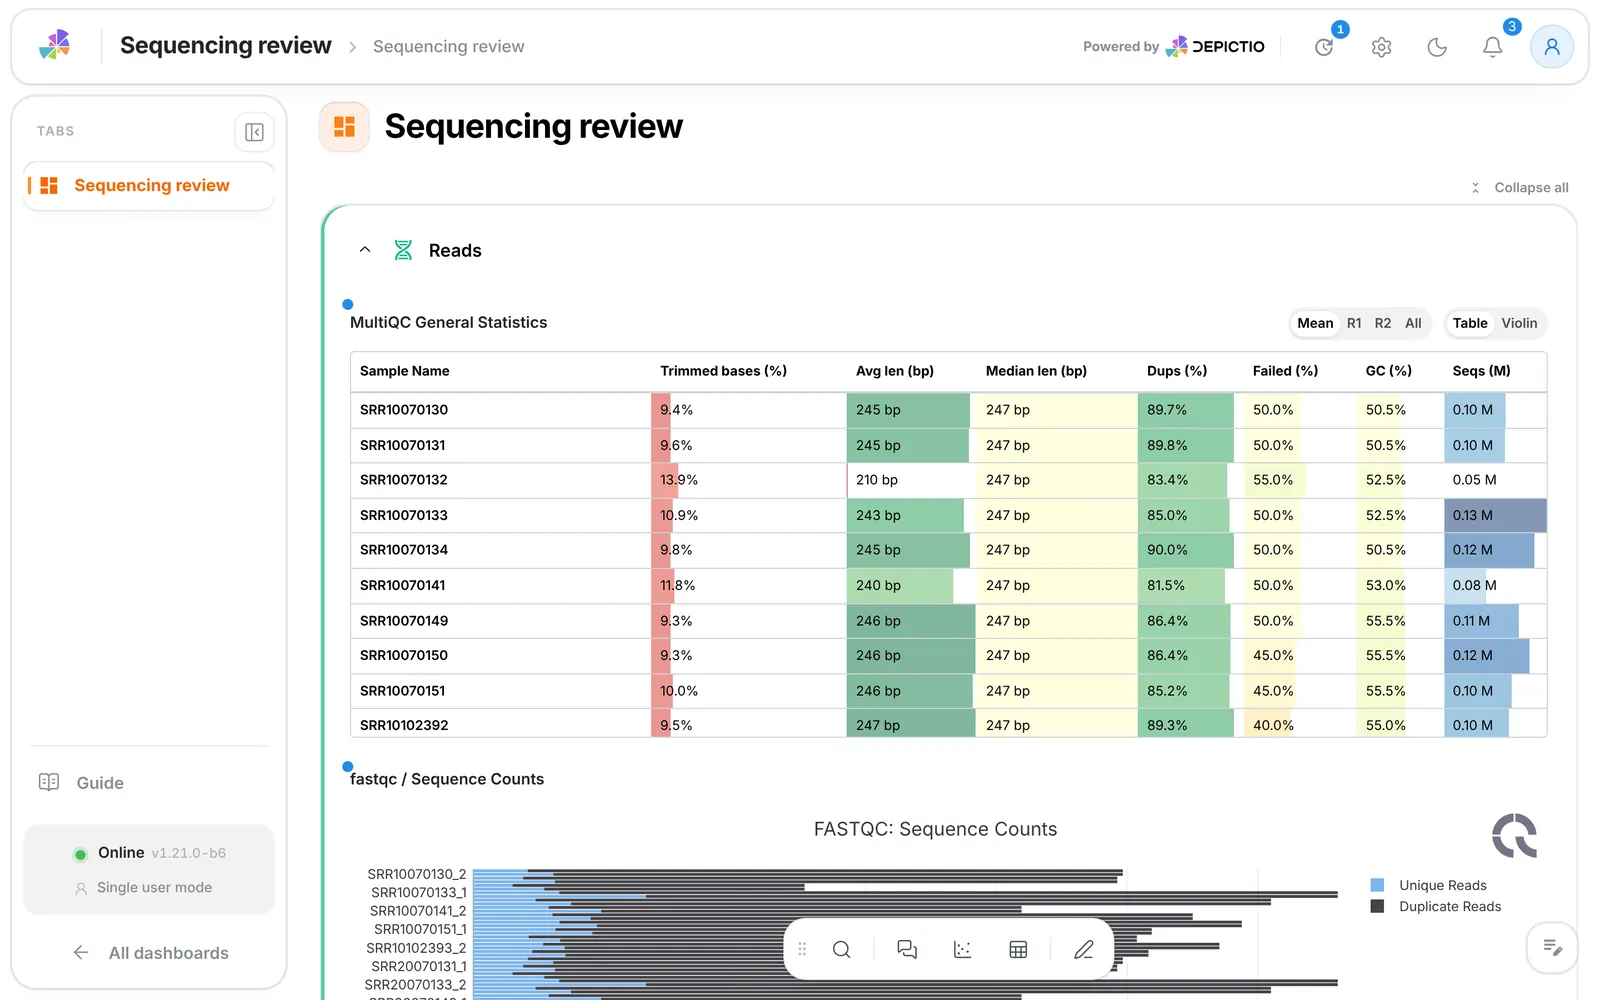 Sequencing review
Sequencing review
Powered by DEPICTIO
1
3
TABS
Sequencing review
Guide
Online v1.21.0-b6
Single user mode
All dashboards
Sequencing review
Collapse all
Reads
MultiQC General Statistics
Mean R1 R2 All
Table Violin
Sample Name Trimmed bases (%) Avg len (bp) Median len (bp) Dups (%) Failed (%) GC (%) Seqs (M)
SRR10070130 9.4% 245 bp 247 bp 89.7% 50.0% 50.5% 0.10 M
SRR10070131 9.6% 245 bp 247 bp 89.8% 50.0% 50.5% 0.10 M
SRR10070132 13.9% 210 bp 247 bp 83.4% 55.0% 52.5% 0.05 M
SRR10070133 10.9% 243 bp 247 bp 85.0% 50.0% 52.5% 0.13 M
SRR10070134 9.8% 245 bp 247 bp 90.0% 50.0% 50.5% 0.12 M
SRR10070141 11.8% 240 bp 247 bp 81.5% 50.0% 53.0% 0.08 M
SRR10070149 9.3% 246 bp 247 bp 86.4% 50.0% 55.5% 0.11 M
SRR10070150 9.3% 246 bp 247 bp 86.4% 45.0% 55.5% 0.12 M
SRR10070151 10.0% 246 bp 247 bp 85.2% 45.0% 55.5% 0.10 M
SRR10102392 9.5% 247 bp 247 bp 89.3% 40.0% 55.0% 0.10 M
fastqc / Sequence Counts
FASTQC: Sequence Counts
SRR10070130_2
SRR10070133_1
SRR10070141_2
SRR10070151_1
SRR10102393_2
SRR20070131_1
SRR20070133_2
Unique Reads
Duplicate Reads